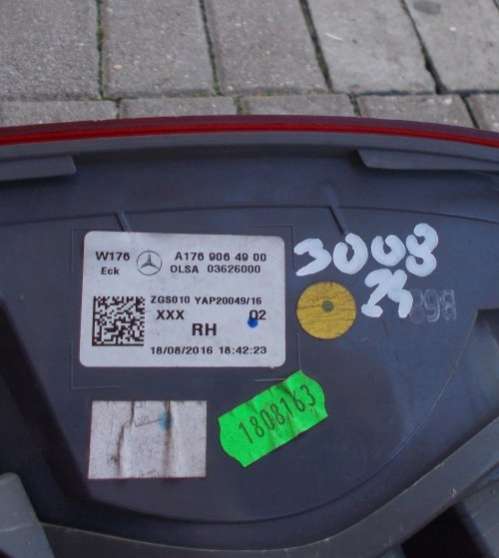 W176 A176 906 49 00
Eck OLSA 03626000
ZGS010 YAP20049/16
XXX 02
RH
18/08/2016 18:42:23
3008
1808163